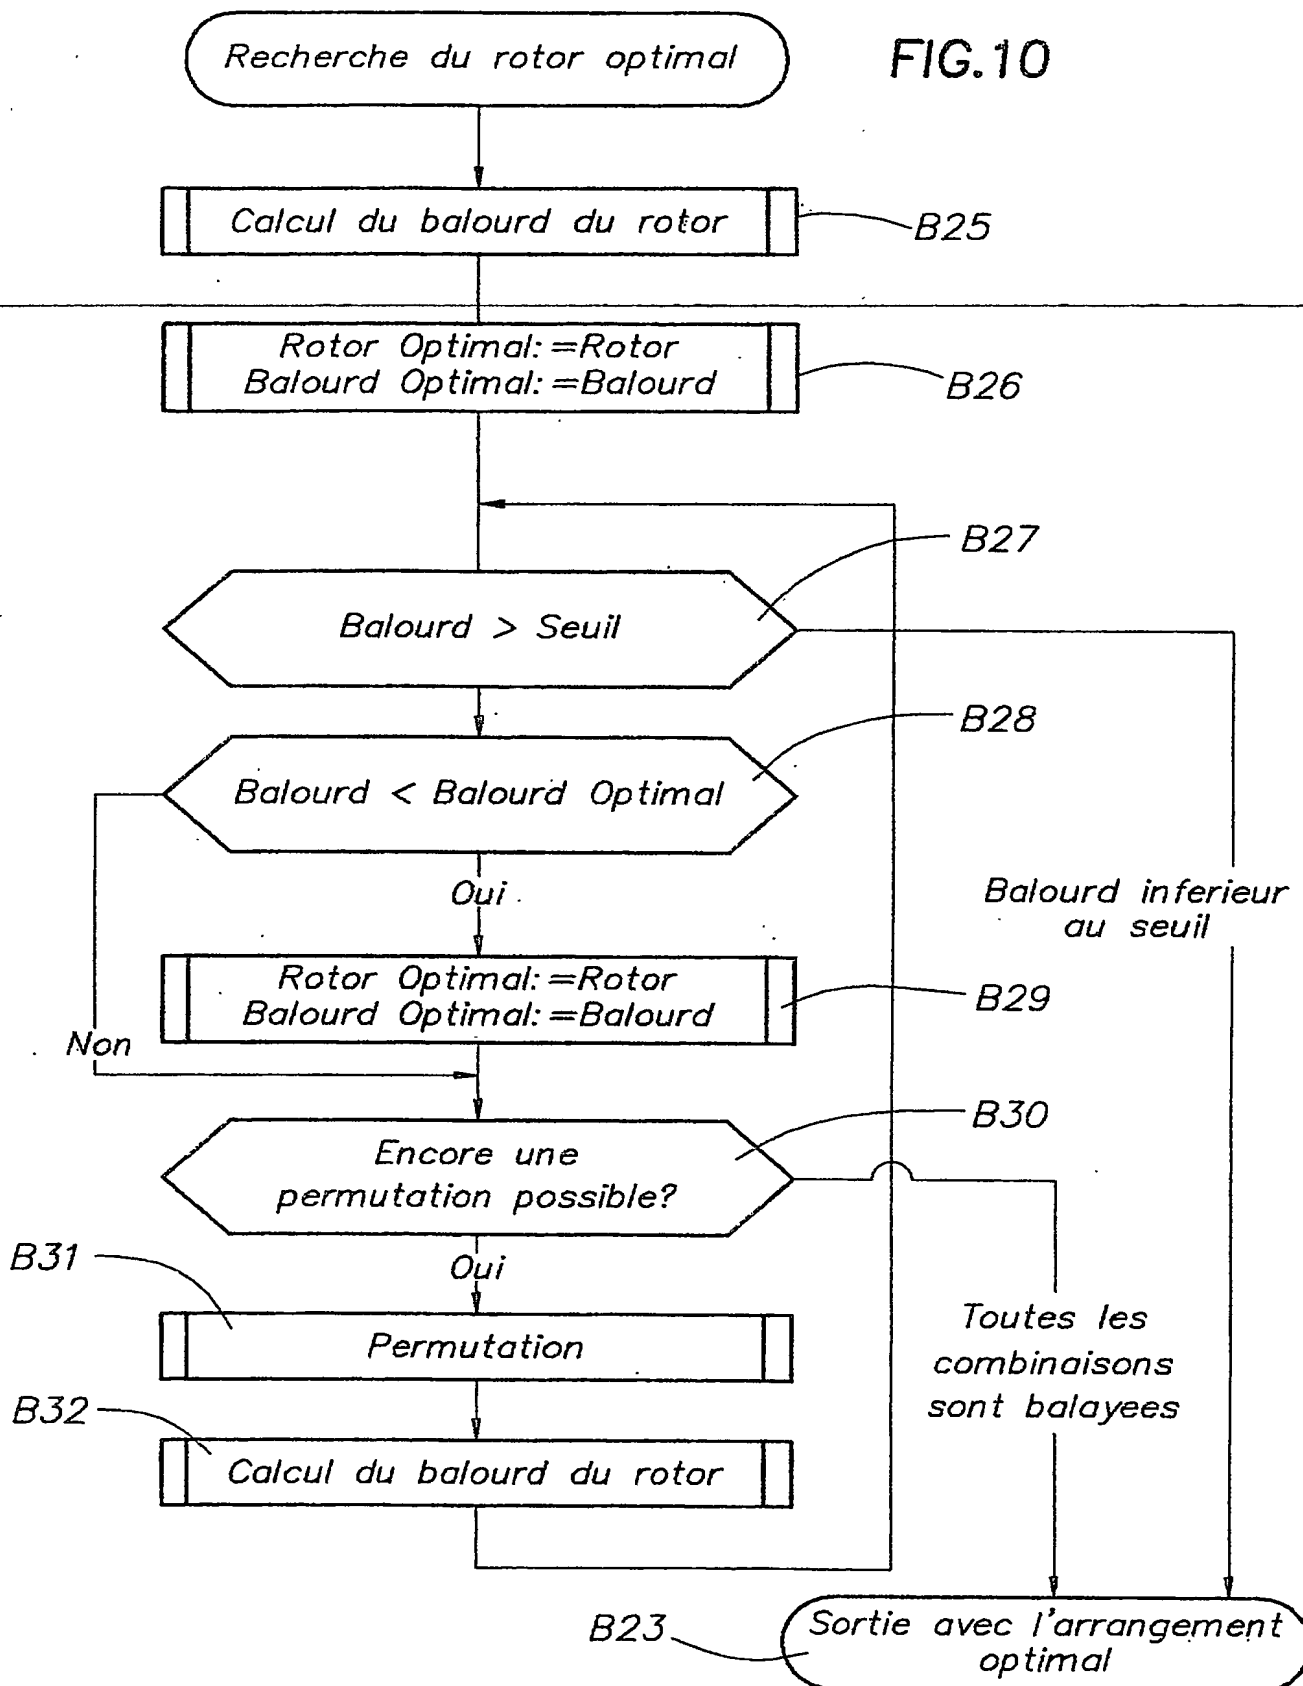 Recherche du rotor optimal
FIG.10
Calcul du balourd du rotor
B25
Rotor Optimal:=Rotor
Balourd Optimal:=Balourd
B26
B27
Balourd > Seuil
B28
Balourd < Balourd Optimal
Oui
Balourd inferieur
au seuil
Rotor Optimal:=Rotor
Balourd Optimal:=Balourd
B29
Non
B30
Encore une
permutation possible?
B31
Oui
Permutation
Toutes les
combinaisons
sont balayees
B32
Calcul du balourd du rotor
B23
Sortie avec l'arrangement
optimal